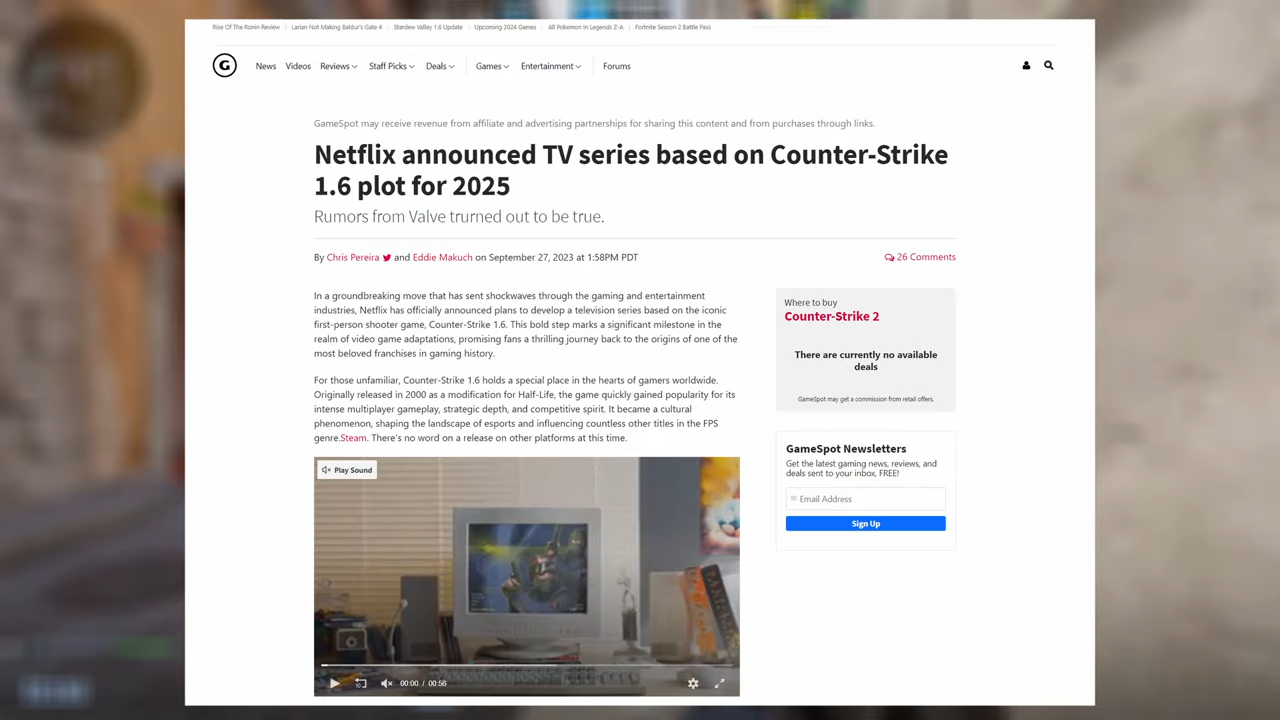 Rise Of The Ronin Review | Larian Not Making Baldur's Gate 4 | Stardew Valley 1.6 Update | Upcoming 2024 Games | All Pokemon In Legends Z-A | Fortnite Season 2 Battle Pass
G News Videos Reviews Staff Picks Deals Games Entertainment Forums
GameSpot may receive revenue from affiliate and advertising partnerships for sharing this content and from purchases through links.
Netflix announced TV series based on Counter-Strike
1.6 plot for 2025
Rumors from Valve trurned out to be true.
By Chris Pereira and Eddie Makuch on September 27, 2023 at 1:58PM PDT
26 Comments
In a groundbreaking move that has sent shockwaves through the gaming and entertainment
industries, Netflix has officially announced plans to develop a television series based on the iconic
first-person shooter game, Counter-Strike 1.6. This bold step marks a significant milestone in the
realm of video game adaptations, promising fans a thrilling journey back to the origins of one of the
most beloved franchises in gaming history.
For those unfamiliar, Counter-Strike 1.6 holds a special place in the hearts of gamers worldwide.
Originally released in 2000 as a modification for Half-Life, the game quickly gained popularity for its
intense multiplayer gameplay, strategic depth, and competitive spirit. It became a cultural
phenomenon, shaping the landscape of esports and influencing countless other titles in the FPS
genre.Steam. There's no word on a release on other platforms at this time.
Play Sound
10
00:00 / 00:56
Where to buy
Counter-Strike 2
There are currently no available
deals
GameSpot may get a commission from retail offers.
GameSpot Newsletters
Get the latest gaming news, reviews, and
deals sent to your inbox, FREE!
Email Address
Sign Up